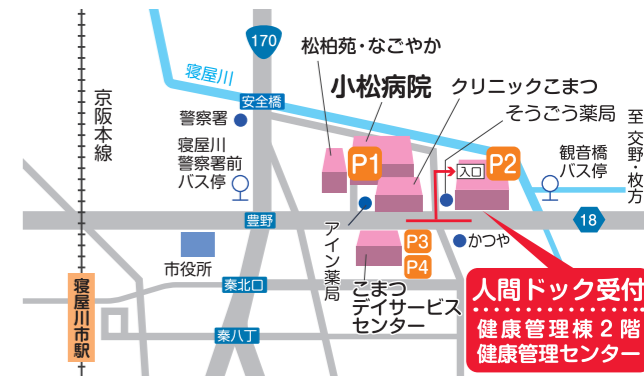 170
松柏苑・なごやか
寝屋川
小松病院
クリニックこまつ
安全橋
そうごう薬局
京阪本線
警察署
至 交野・枚方
寝屋川
警察署前
バス停
P1
入口
P2
観音橋
バス停
豊野
18
アイン薬局
P3
かつや
市役所
P4
秦北口
こまつ
デイサービス
センター
寝屋川市駅
人間ドック受付
健康管理棟2階
健康管理センター
秦八丁